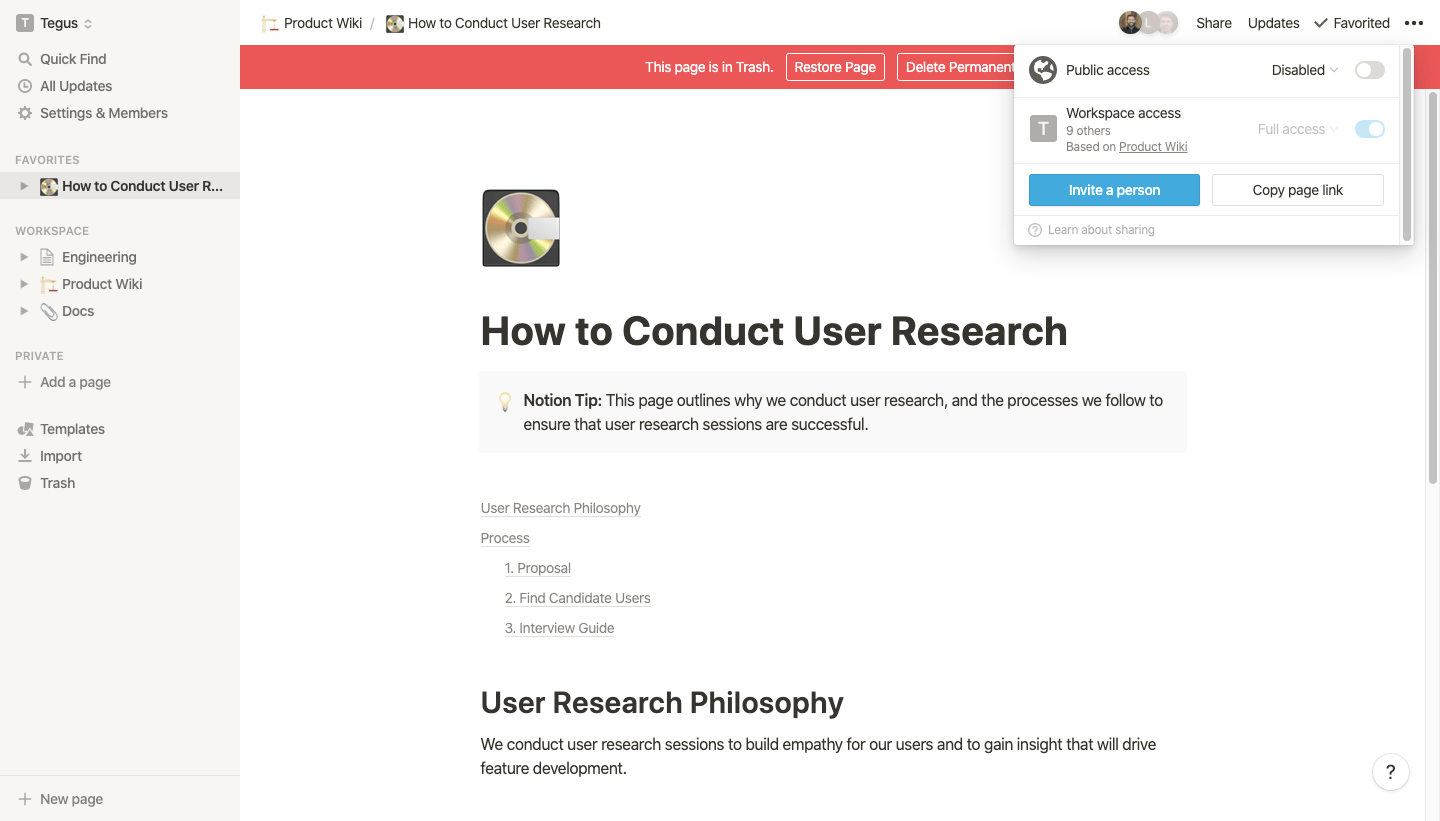 T Tegus
Quick Find
All Updates
Settings & Members
FAVORITES
How to Conduct User R...
WORKSPACE
Engineering
Product Wiki
Docs
PRIVATE
Add a page
Templates
Import
Trash
New page
Product Wiki / How to Conduct User Research
L
Share Updates Favorited
This page is in Trash. Restore Page Delete Permanent
Public access Disabled
T
Workspace access
9 others
Based on Product Wiki
Full access
Invite a person Copy page link
Learn about sharing
How to Conduct User Research
Notion Tip: This page outlines why we conduct user research, and the processes we follow to
ensure that user research sessions are successful.
User Research Philosophy
Process
1. Proposal
2. Find Candidate Users
3. Interview Guide
User Research Philosophy
We conduct user research sessions to build empathy for our users and to gain insight that will drive
feature development.
?